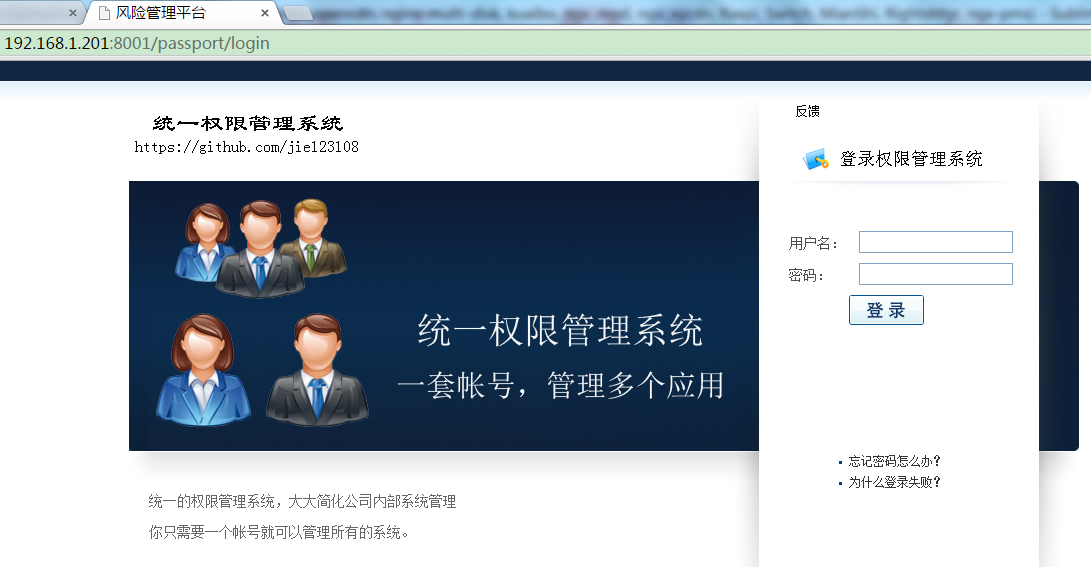 风险管理平台
192.168.1.201:8001/passport/login
统一权限管理系统
https://github.com/jie123108
反馈
登录权限管理系统
用户名：
密码：
登 录
统一权限管理系统
一套帐号，管理多个应用
忘记密码怎么办？
为什么登录失败？
统一的权限管理系统，大大简化公司内部系统管理
你只需要一个帐号就可以管理所有的系统。